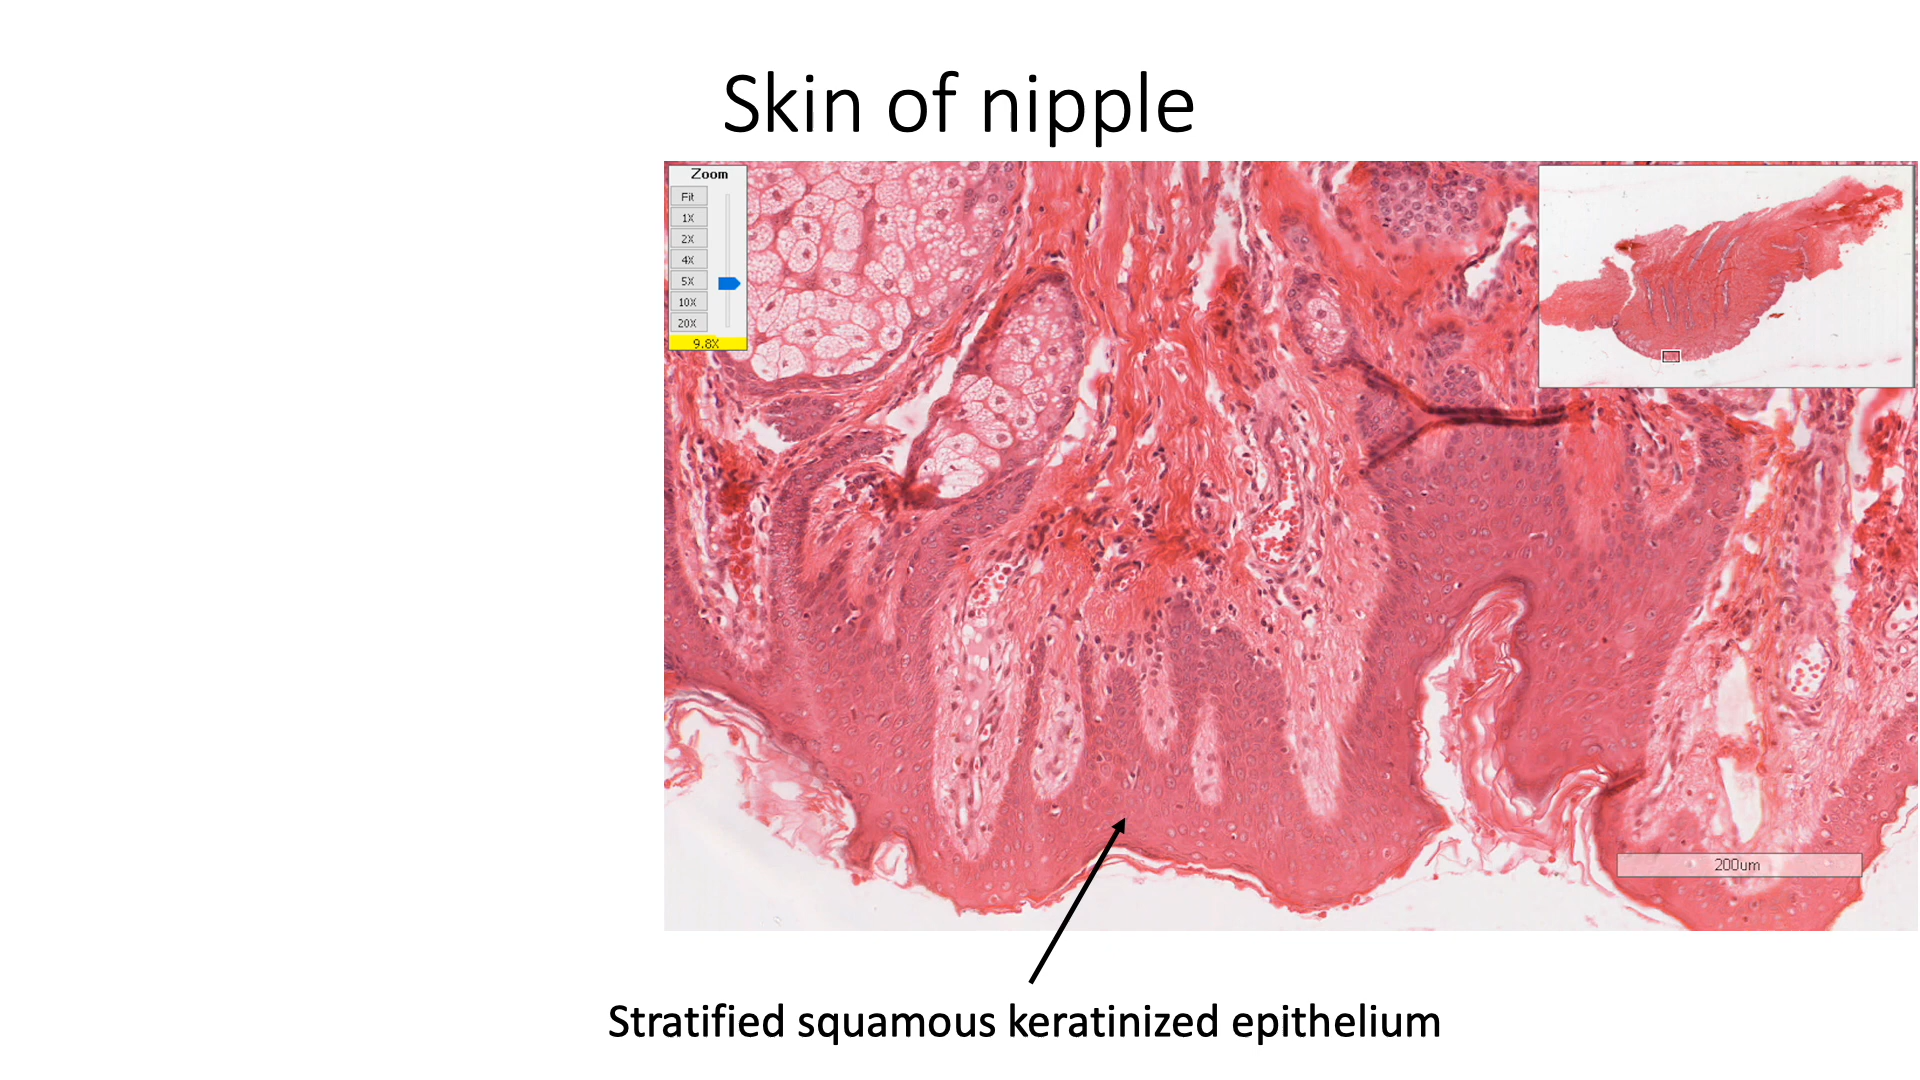 Skin of nipple
Zoom
Fit
1X
2X
4X
5X
10X
20X
9.8X
200um
Stratified squamous keratinized epithelium